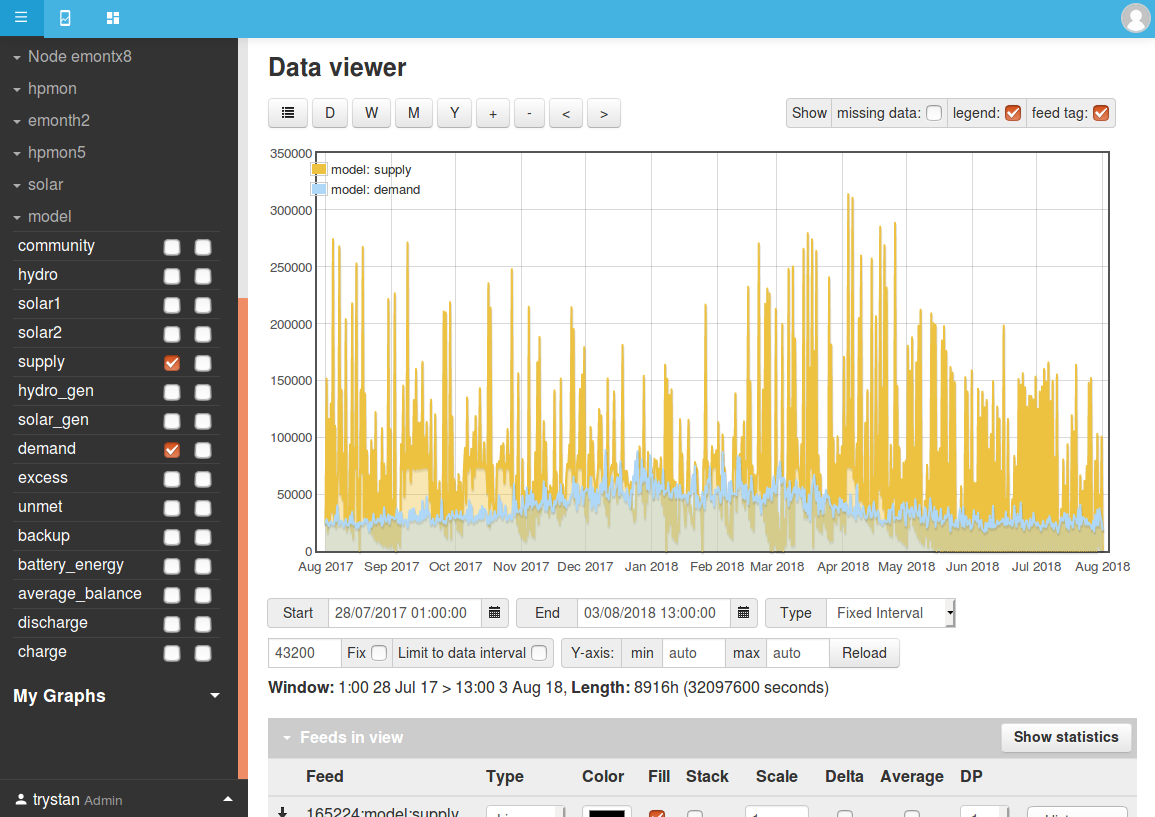 Node emontx8
hpmon
emonth2
hpmon5
solar
model
community
hydro
solar1
solar2
supply
hydro_gen
solar_gen
demand
excess
unmet
backup
battery_energy
average_balance
discharge
charge
My Graphs
trystan Admin
Data viewer
D W M Y + - < >
Show missing data: legend: feed tag:
350000
300000
250000
200000
150000
100000
50000
0
model: supply
model: demand
Aug 2017 Sep 2017 Oct 2017 Nov 2017 Dec 2017 Jan 2018 Feb 2018 Mar 2018 Apr 2018 May 2018 Jun 2018 Jul 2018 Aug 2018
Start 28/07/2017 01:00:00 End 03/08/2018 13:00:00 Type Fixed Interval
43200 Fix Limit to data interval Y-axis: min auto max auto Reload
Window: 1:00 28 Jul 17 > 13:00 3 Aug 18, Length: 8916h (32097600 seconds)
Feeds in view Show statistics
Feed Type Color Fill Stack Scale Delta Average DP
165224:model:supply